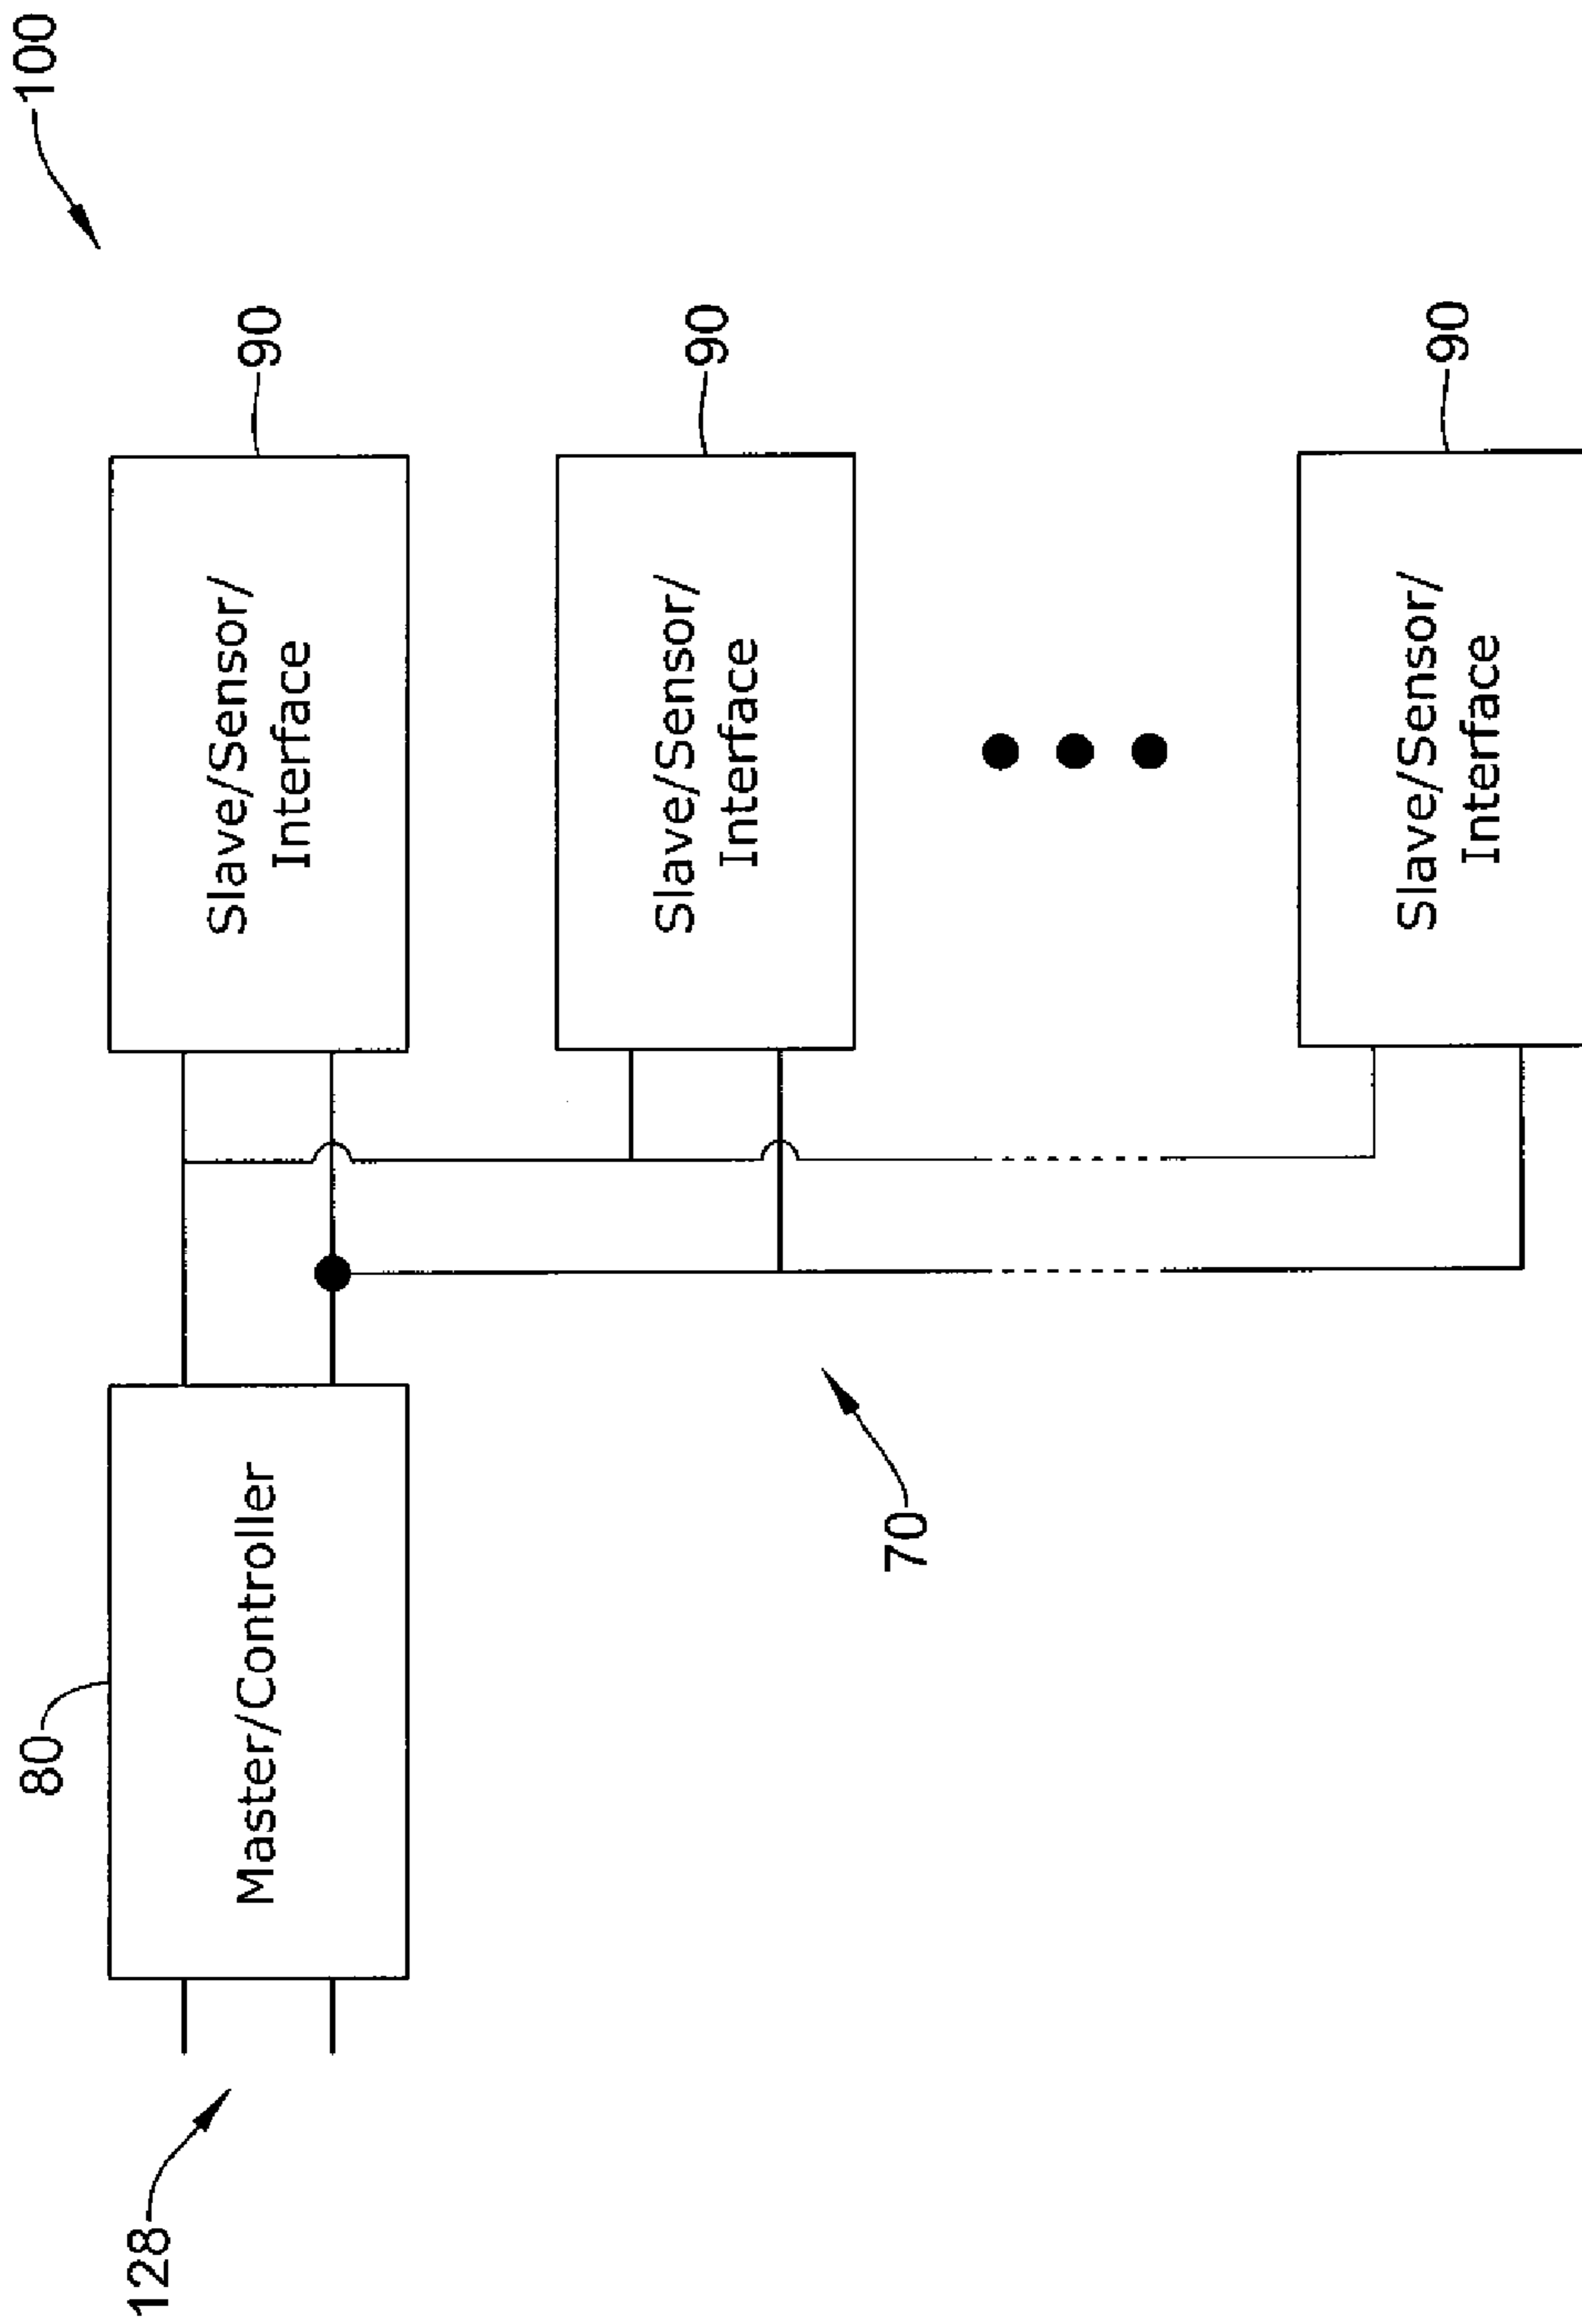 100
80
90
Master/Controller
Slave/Sensor/
Interface
128
90
Slave/Sensor/
Interface
70
90
Slave/Sensor/
Interface